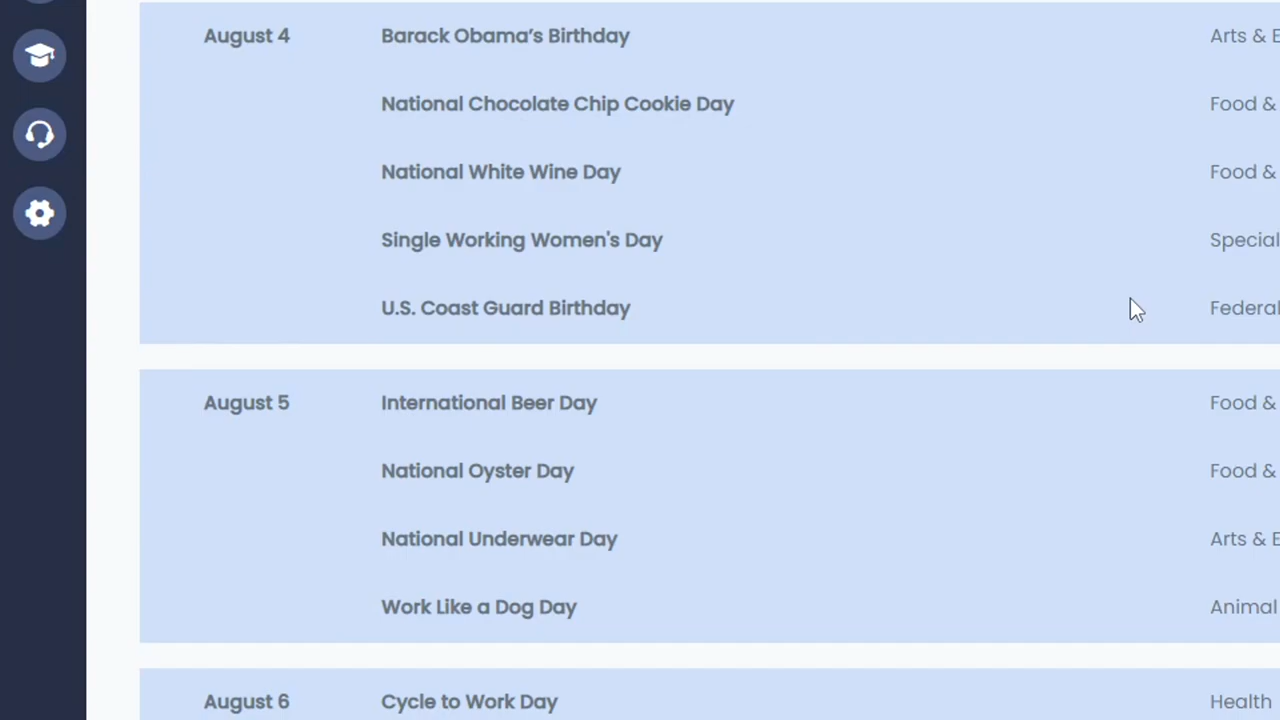 August 4 Barack Obama’s Birthday Arts & E
National Chocolate Chip Cookie Day Food &
National White Wine Day Food &
Single Working Women's Day Special
U.S. Coast Guard Birthday Federal
August 5 International Beer Day Food &
National Oyster Day Food &
National Underwear Day Arts & E
Work Like a Dog Day Animal
August 6 Cycle to Work Day Health